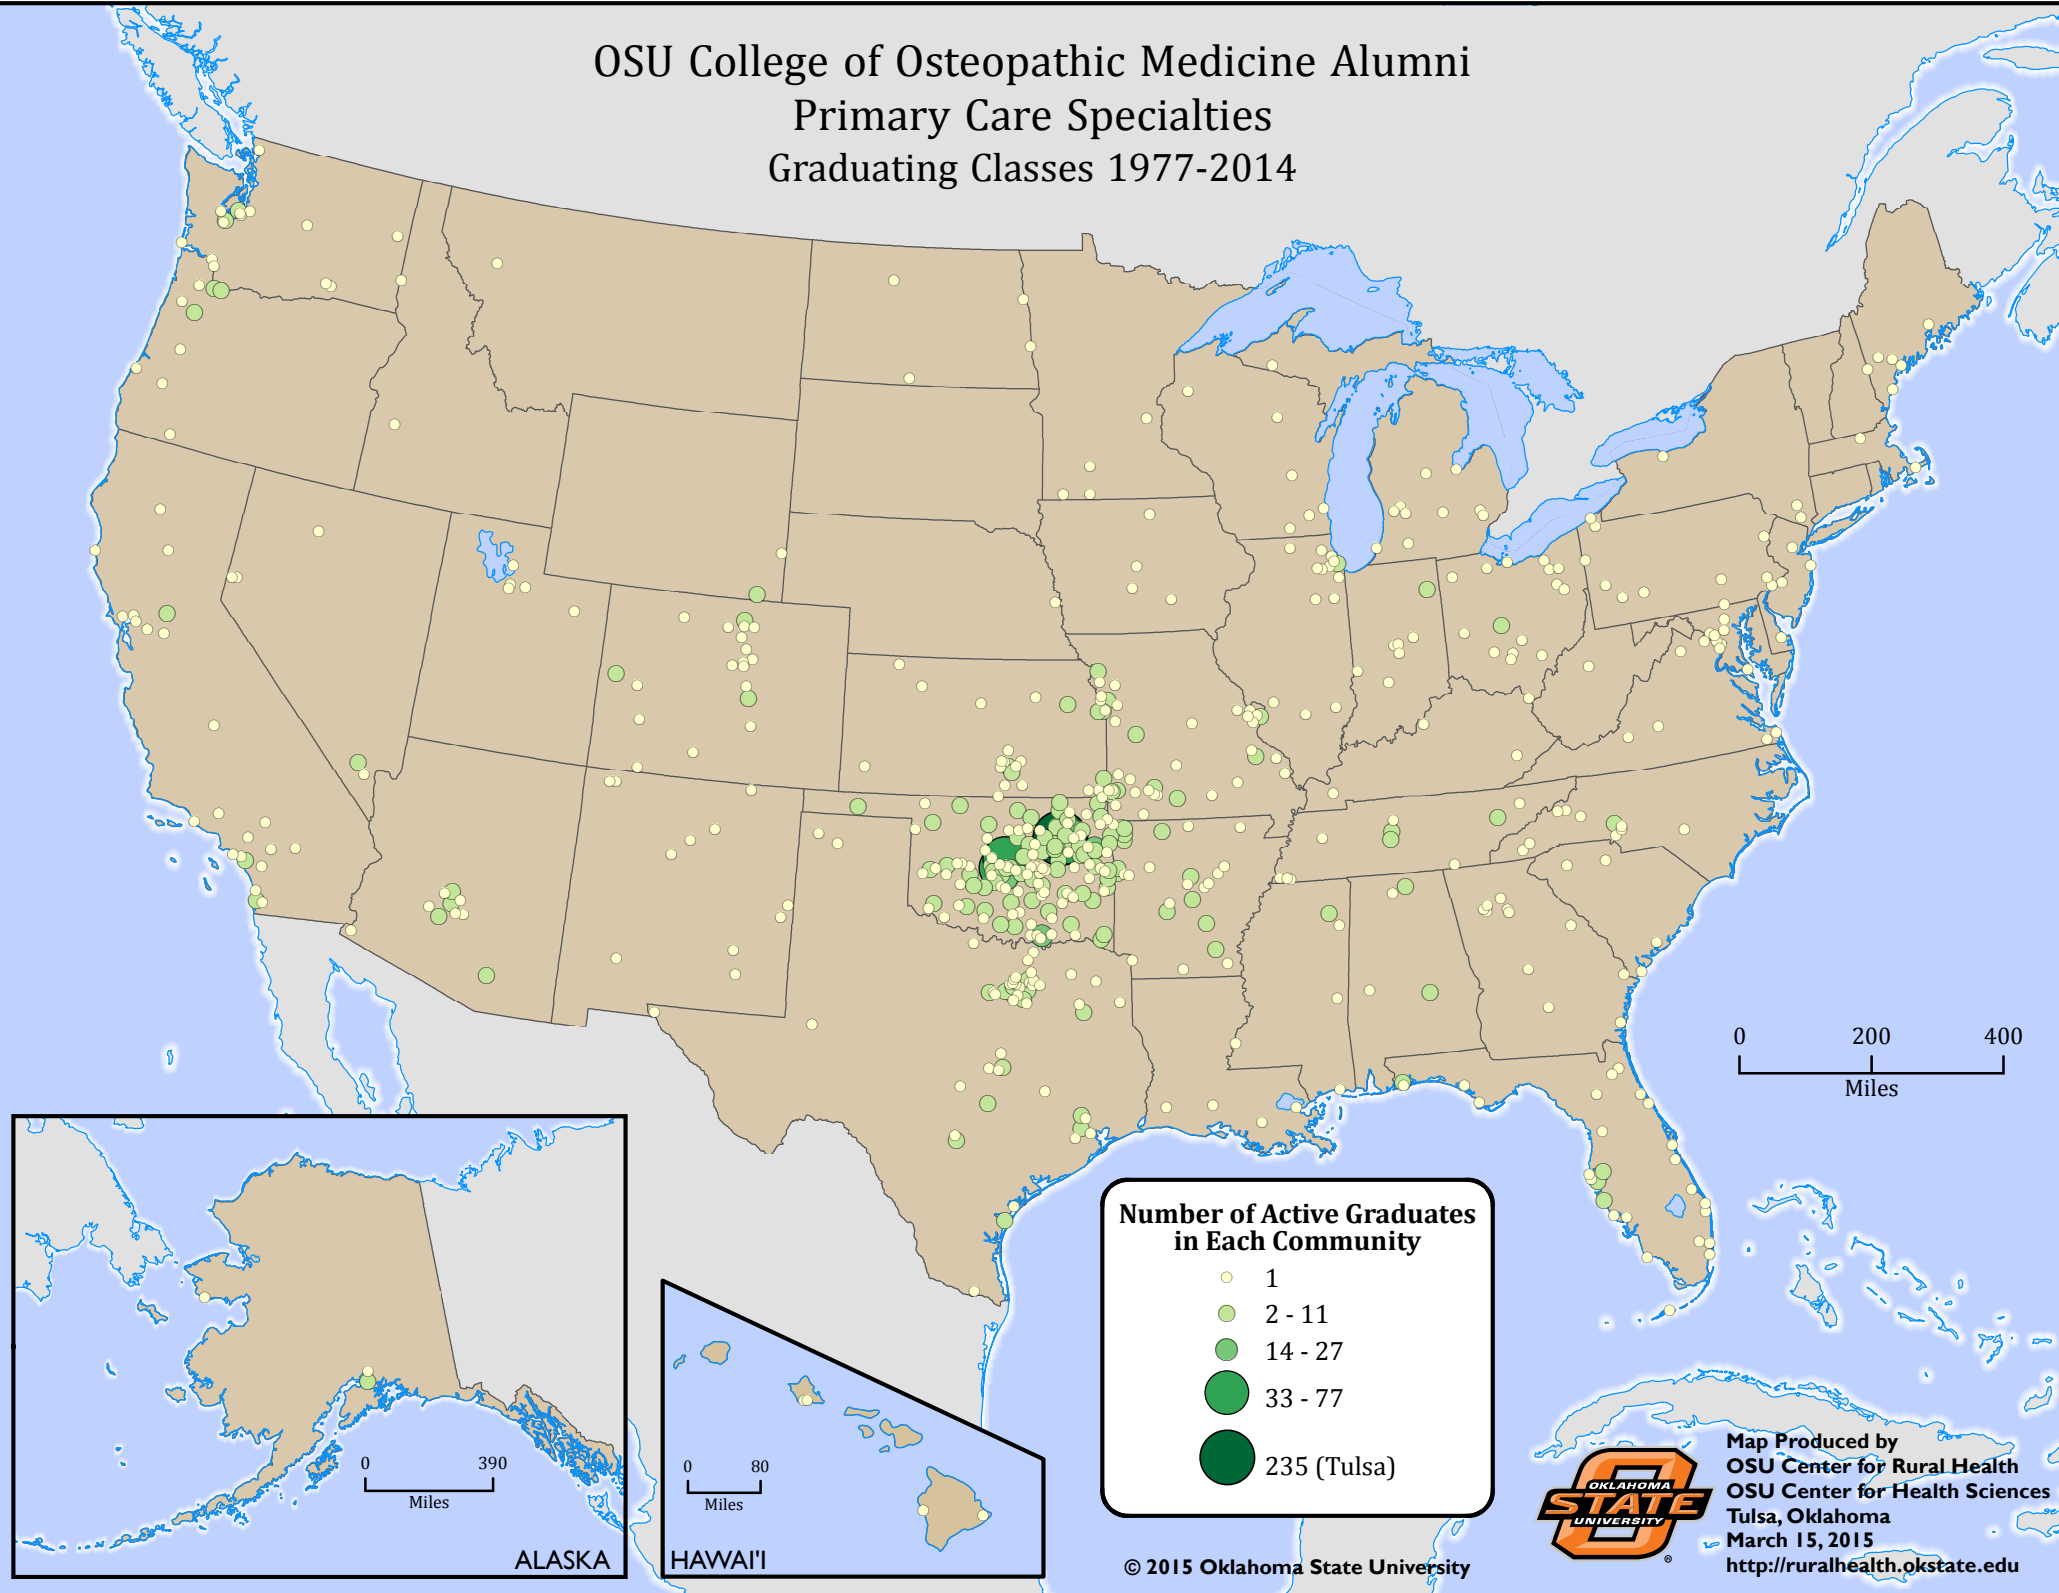 OSU College of Osteopathic Medicine Alumni
Primary Care Specialties
Graduating Classes 1977-2014
0 200 400
Miles
Number of Active Graduates
in Each Community
1
2 - 11
14 - 27
33 - 77
235 (Tulsa)
0 390
Miles
ALASKA
0 80
Miles
HAWAI'I
© 2015 Oklahoma State University
OKLAHOMA
STATE
UNIVERSITY
®
Map Produced by
OSU Center for Rural Health
OSU Center for Health Sciences
Tulsa, Oklahoma
March 15, 2015
http://ruralhealth.okstate.edu